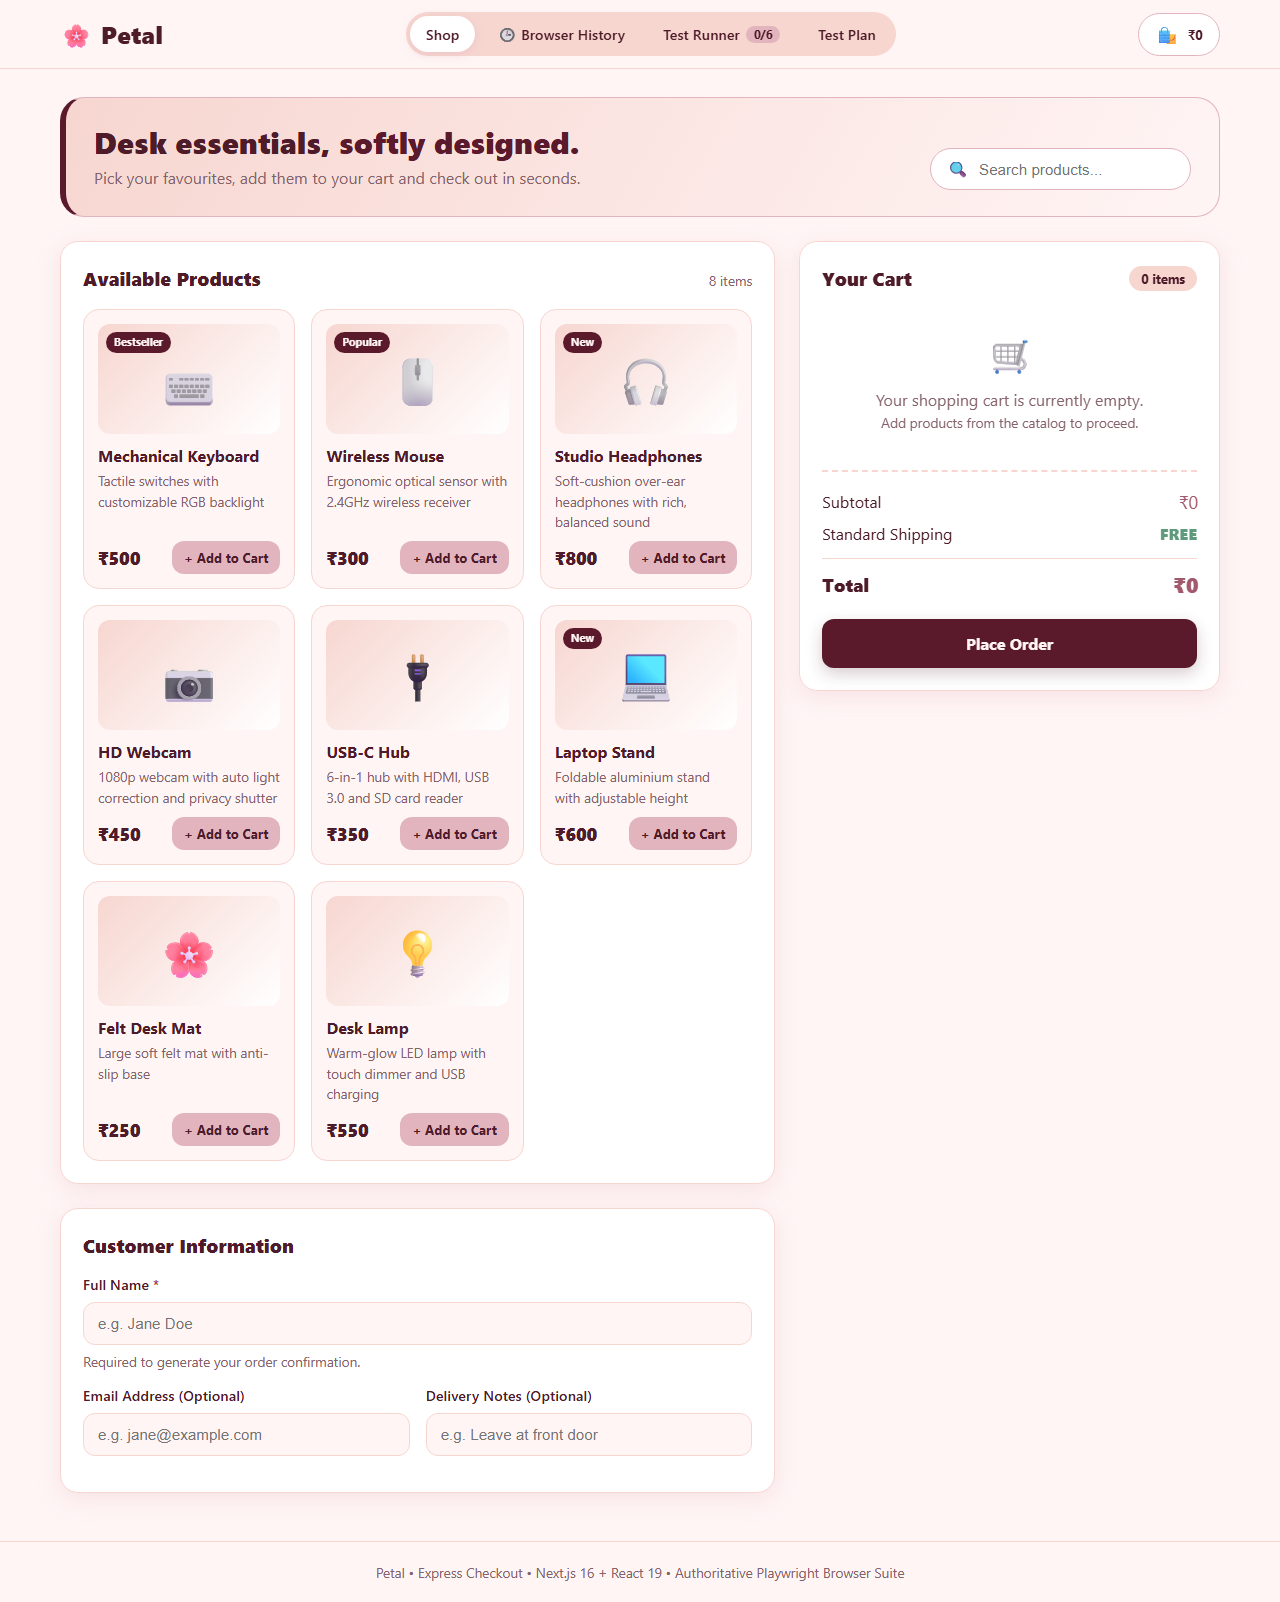 Petal
Shop
Browser History
Test Runner 0/6
Test Plan
₹0
Desk essentials, softly designed.
Pick your favourites, add them to your cart and check out in seconds.
Search products...
Available Products
8 items
Bestseller
Mechanical Keyboard
Tactile switches with
customizable RGB backlight
₹500
+ Add to Cart
Popular
Wireless Mouse
Ergonomic optical sensor with
2.4GHz wireless receiver
₹300
+ Add to Cart
New
Studio Headphones
Soft-cushion over-ear
headphones with rich,
balanced sound
₹800
+ Add to Cart
HD Webcam
1080p webcam with auto light
correction and privacy shutter
₹450
+ Add to Cart
USB-C Hub
6-in-1 hub with HDMI, USB
3.0 and SD card reader
₹350
+ Add to Cart
New
Laptop Stand
Foldable aluminium stand
with adjustable height
₹600
+ Add to Cart
Felt Desk Mat
Large soft felt mat with anti-
slip base
₹250
+ Add to Cart
Desk Lamp
Warm-glow LED lamp with
touch dimmer and USB
charging
₹550
+ Add to Cart
Your Cart
0 items
Your shopping cart is currently empty.
Add products from the catalog to proceed.
Subtotal ₹0
Standard Shipping FREE
Total ₹0
Place Order
Customer Information
Full Name *
e.g. Jane Doe
Required to generate your order confirmation.
Email Address (Optional)
e.g. jane@example.com
Delivery Notes (Optional)
e.g. Leave at front door
Petal • Express Checkout • Next.js 16 + React 19 • Authoritative Playwright Browser Suite